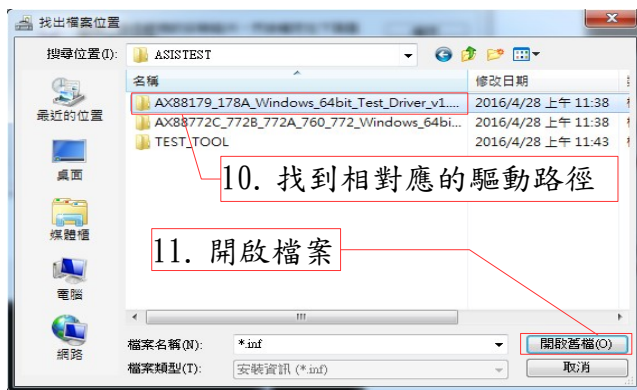 找出檔案位置
搜尋位置(I): ASISTEST
名稱 修改日期
AX88179_178A_Windows_64bit_Test_Driver_v1.... 2016/4/28 上午 11:38
AX88772C_772B_772A_760_772_Windows_64bi... 2016/4/28 上午 11:38
TEST_TOOL 2016/4/28 上午 11:43
最近的位置
桌面
媒體櫃
電腦
網路
10. 找到相對應的驅動路徑
11. 開啟檔案
檔案名稱(N): *.inf 開啟舊檔(O)
檔案類型(T): 安裝資訊 (*.inf) 取消